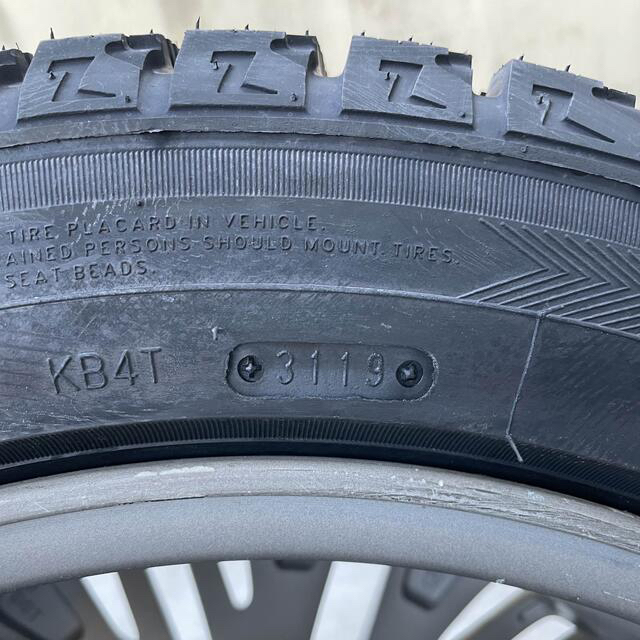 TIRE PLACARD IN VEHICLE.
AINED PERSONS SHOULD MOUNT TIRES.
SEAT BEADS.
KB4T 3119